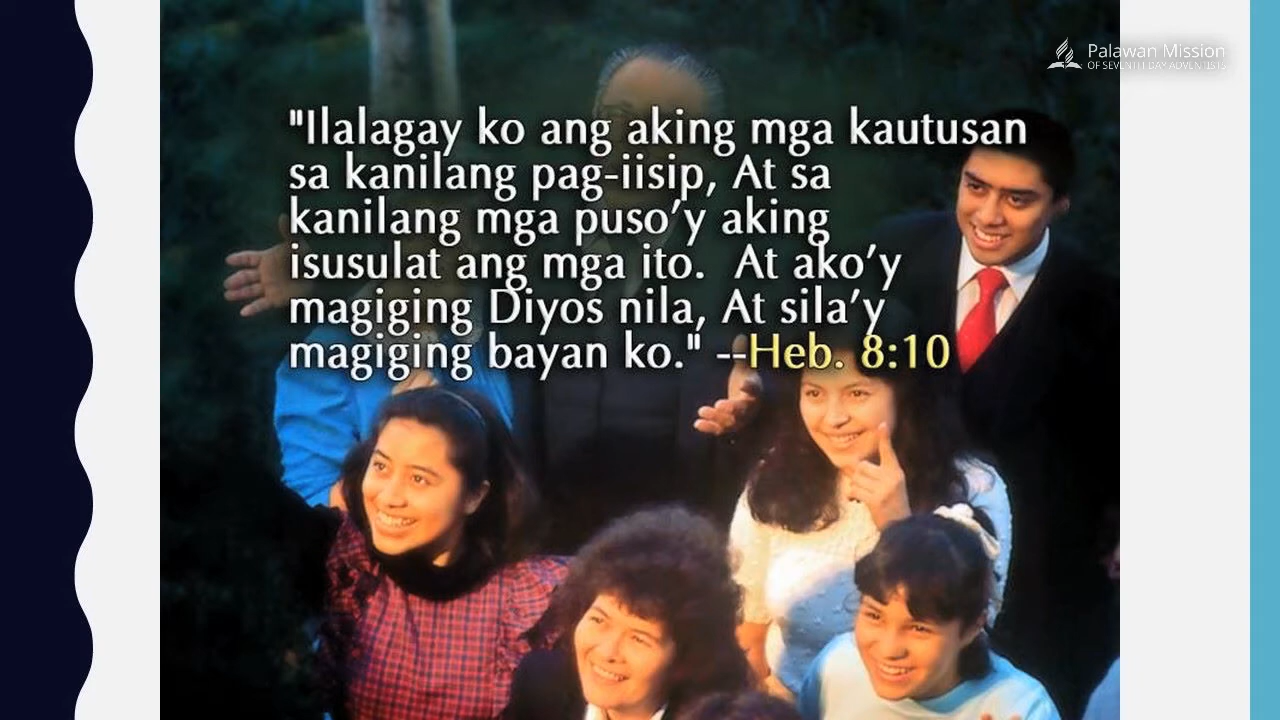 Palawan Mission
OF SEVENTH-DAY ADVENTISTS
"Ilalagay ko ang aking mga kautusan
sa kanilang pag-iisip, At sa
kanilang mga puso’y aking
isusulat ang mga ito.  At ako’y
magiging Diyos nila, At sila’y
magiging bayan ko." --Heb. 8:10